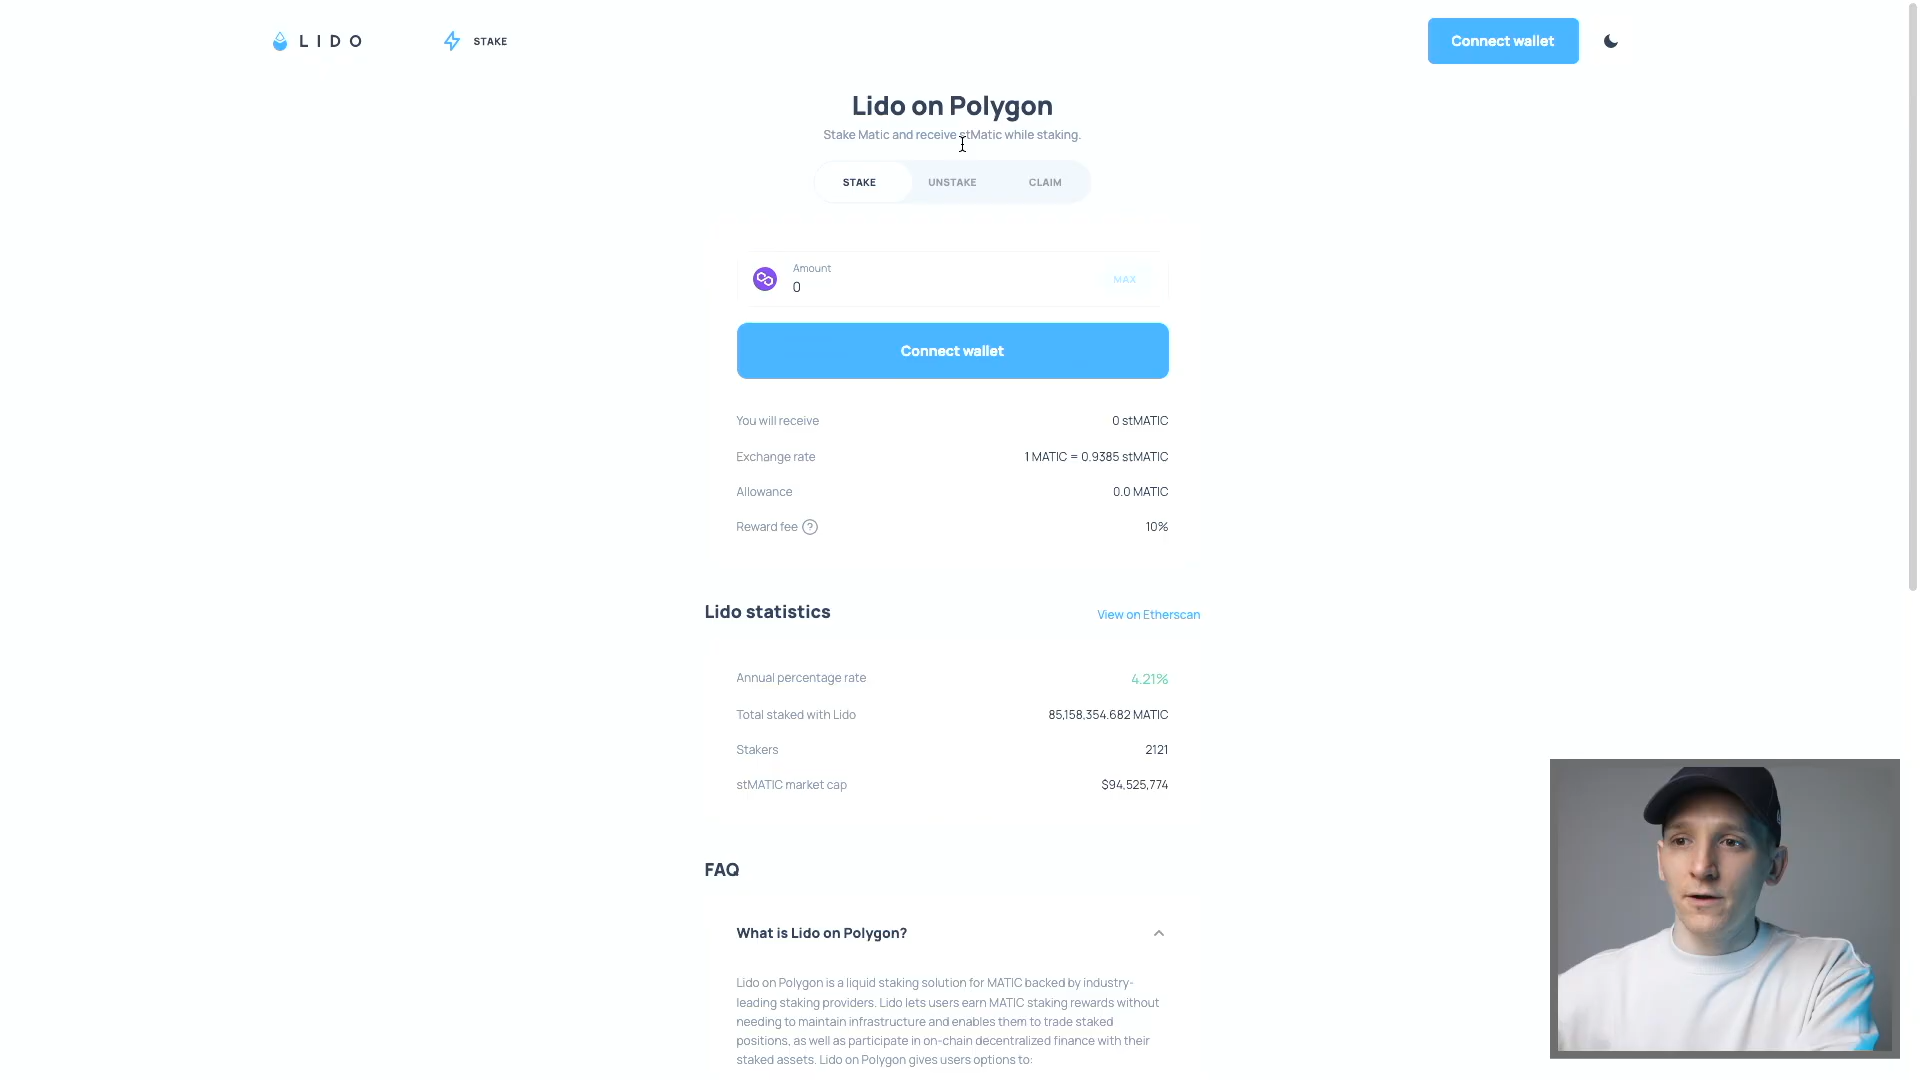 LIDO
STAKE
Connect wallet
Lido on Polygon
Stake Matic and receive stMatic while staking.
STAKE
UNSTAKE
CLAIM
Amount
0
MAX
Connect wallet
You will receive
0 stMATIC
Exchange rate
1 MATIC = 0.9385 stMATIC
Allowance
0.0 MATIC
Reward fee
10%
Lido statistics
View on Etherscan
Annual percentage rate
4.21%
Total staked with Lido
85,158,354.682 MATIC
Stakers
2121
stMATIC market cap
$94,525,774
FAQ
What is Lido on Polygon?
Lido on Polygon is a liquid staking solution for MATIC backed by industry-
leading staking providers. Lido lets users earn MATIC staking rewards without
needing to maintain infrastructure and enables them to trade staked
positions, as well as participate in on-chain decentralized finance with their
staked assets. Lido on Polygon gives users options to: